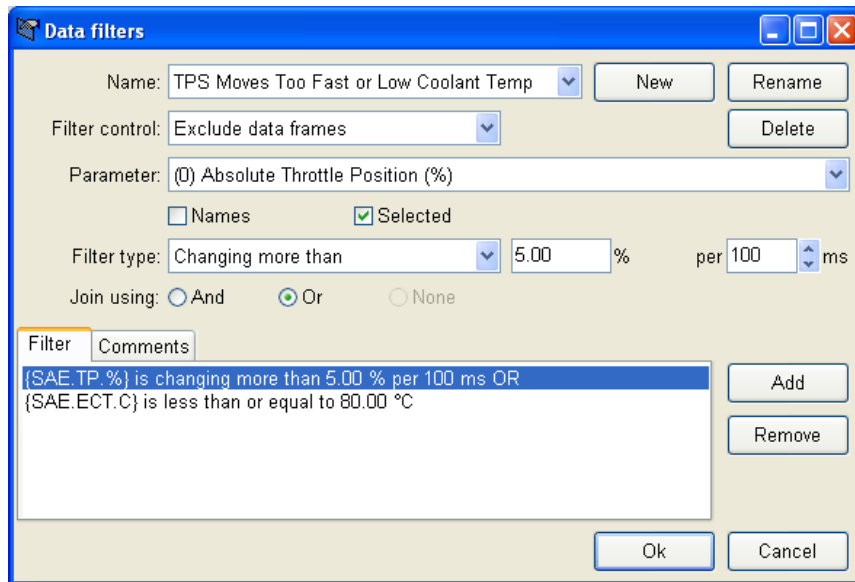 Data filters
Name: TPS Moves Too Fast or Low Coolant Temp New Rename
Filter control: Exclude data frames Delete
Parameter: (0) Absolute Throttle Position (%)
Names Selected
Filter type: Changing more than 5.00 % per 100 ms
Join using: And Or None
Filter Comments
{SAE.TP.%} is changing more than 5.00 % per 100 ms OR Add
{SAE.ECT.C} is less than or equal to 80.00 °C
Remove
Ok Cancel